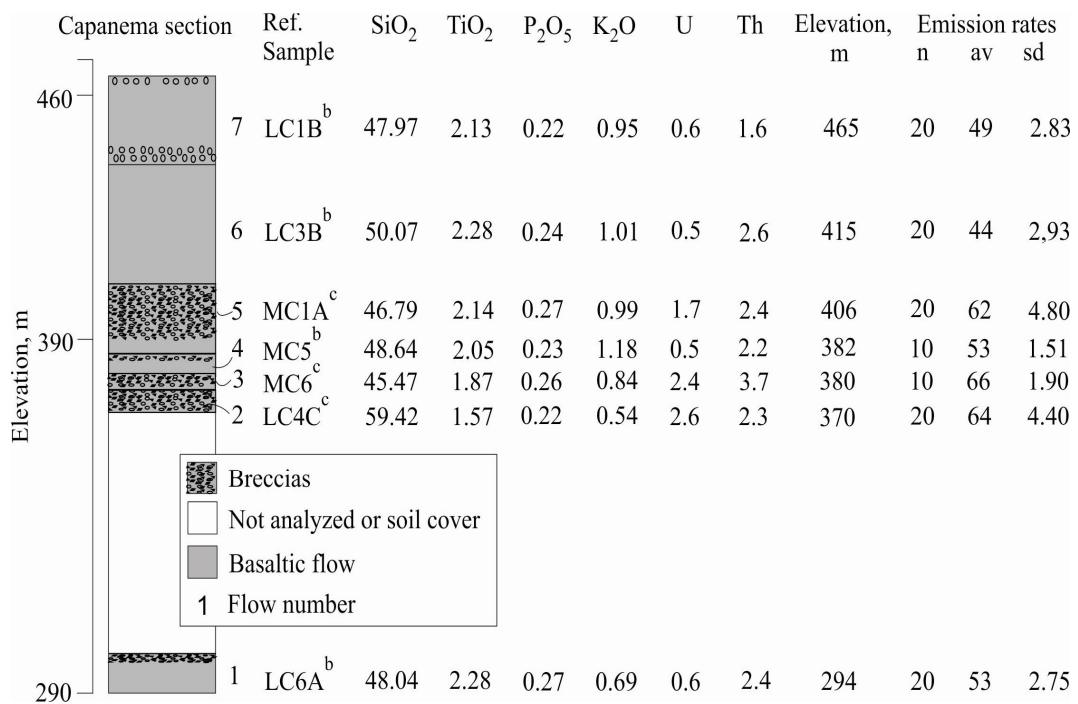 Capanema section Ref. Sample SiO2 TiO2 P2O5 K2O U Th Elevation, m Emission rates n av sd
460
7 LC1B^b 47.97 2.13 0.22 0.95 0.6 1.6 465 20 49 2.83
6 LC3B^b 50.07 2.28 0.24 1.01 0.5 2.6 415 20 44 2,93
5 MC1A^c 46.79 2.14 0.27 0.99 1.7 2.4 406 20 62 4.80
390
4 MC5^b 48.64 2.05 0.23 1.18 0.5 2.2 382 10 53 1.51
3 MC6^c 45.47 1.87 0.26 0.84 2.4 3.7 380 10 66 1.90
2 LC4C^c 59.42 1.57 0.22 0.54 2.6 2.3 370 20 64 4.40
Elevation, m
Breccias
Not analyzed or soil cover
Basaltic flow
1 Flow number
290
1 LC6A^b 48.04 2.28 0.27 0.69 0.6 2.4 294 20 53 2.75